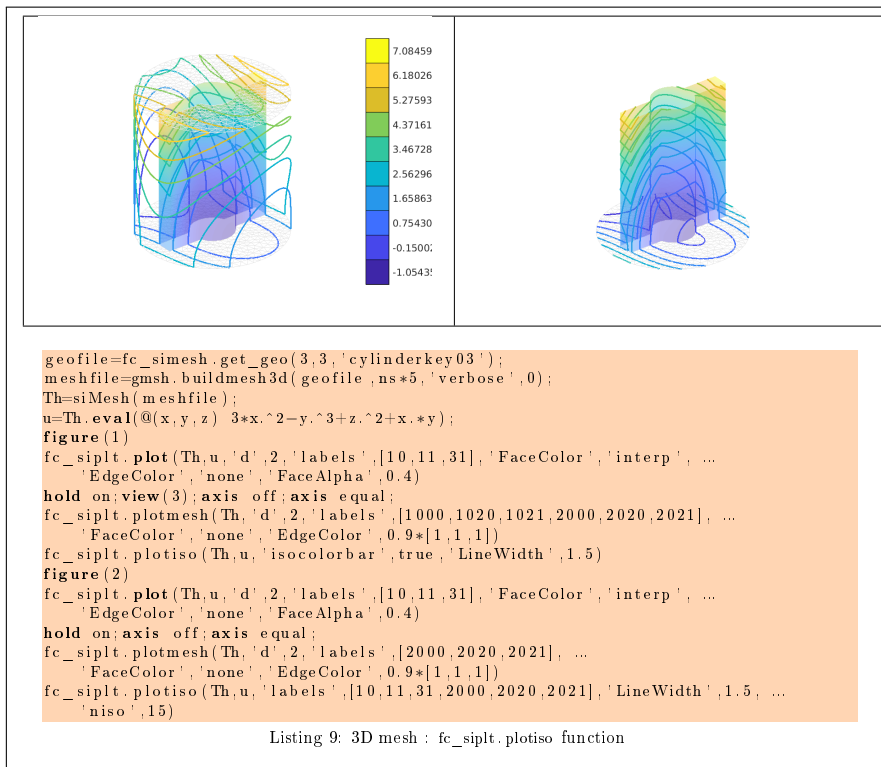 7.08459
6.18026
5.27593
4.37161
3.46728
2.56296
1.65863
0.75430
-0.1500
-1.0543
geofile=fc_simesh.get_geo(3,3,'cylinderkey03');
meshfile=gmsh.buildmesh3d(geofile,ns*5,'verbose',0);
Th=siMesh(meshfile);
u=Th.eval(@(x,y,z) 3*x.^2-y.^3+z.^2+x.*y);
figure(1)
fc_siplt.plot(Th,u,'d',2,'labels',[10,11,31],'FaceColor','interp', ...
'EdgeColor','none','FaceAlpha',0.4)
hold on;view(3);axis off;axis equal;
fc_siplt.plotmesh(Th,'d',2,'labels',[1000,1020,1021,2000,2020,2021], ...
'FaceColor','none','EdgeColor',0.9*[1,1,1])
fc_siplt.plotiso(Th,u,'isocolorbar',true,'LineWidth',1.5)
figure(2)
fc_siplt.plot(Th,u,'d',2,'labels',[10,11,31],'FaceColor','interp', ...
'EdgeColor','none','FaceAlpha',0.4)
hold on;axis off;axis equal;
fc_siplt.plotmesh(Th,'d',2,'labels',[2000,2020,2021], ...
'FaceColor','none','EdgeColor',0.9*[1,1,1])
fc_siplt.plotiso(Th,u,'labels',[10,11,31,2000,2020,2021],'LineWidth',1.5, ...
'niso',15)
Listing 9: 3D mesh : fc_siplt.plotiso function